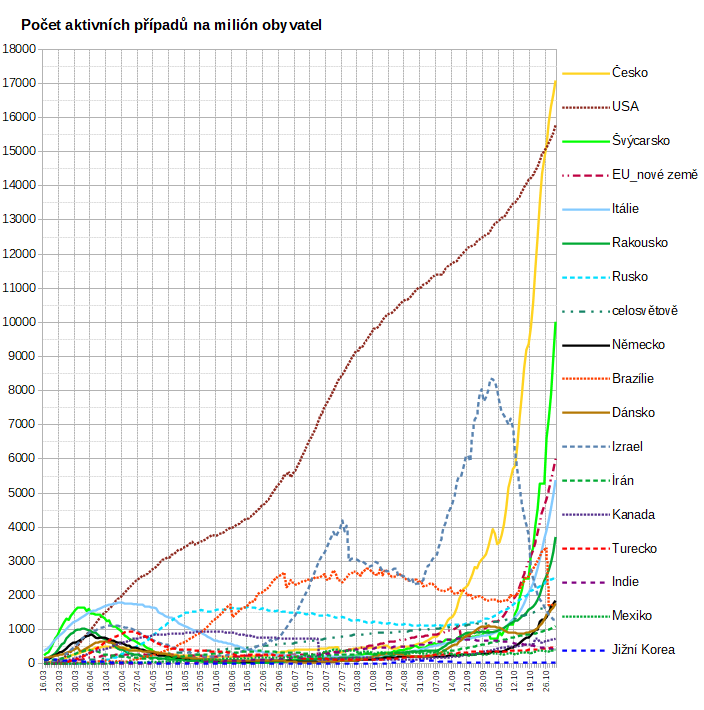 Počet aktivních případů na milión obyvatel
18000
17000
16000
15000
14000
13000
12000
11000
10000
9000
8000
7000
6000
5000
4000
3000
2000
1000
0
16.03
23.03
30.03
06.04
13.04
20.04
27.04
04.05
11.05
18.05
25.05
01.06
08.06
15.06
22.06
29.06
06.07
13.07
20.07
27.07
03.08
10.08
17.08
24.08
31.08
07.09
14.09
21.09
28.09
05.10
12.10
19.10
26.10
Česko
USA
Švýcarsko
EU_nové země
Itálie
Rakousko
Rusko
celosvětově
Německo
Brazílie
Dánsko
Izrael
Írán
Kanada
Turecko
Indie
Mexiko
Jižní Korea